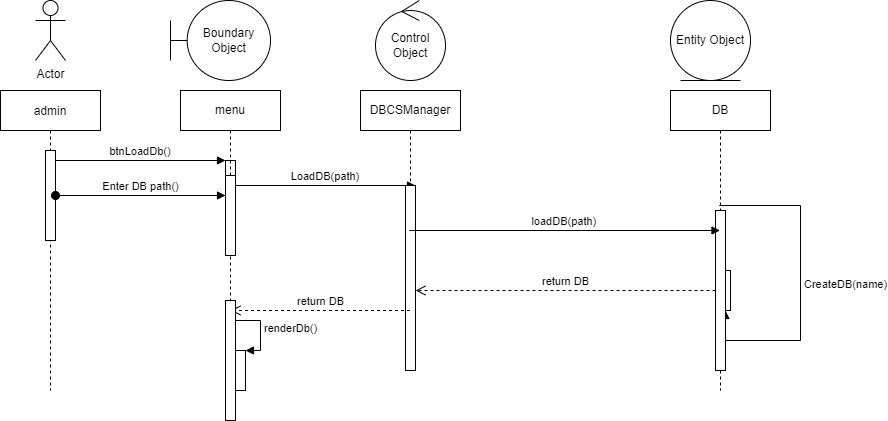 Boundary
Object
Control
Object
Entity Object
Actor
admin
menu
DBCSManager
DB
btnLoadDb()
LoadDB(path)
Enter DB path()
loadDB(path)
return DB
CreateDB(name)
return DB
renderDb()